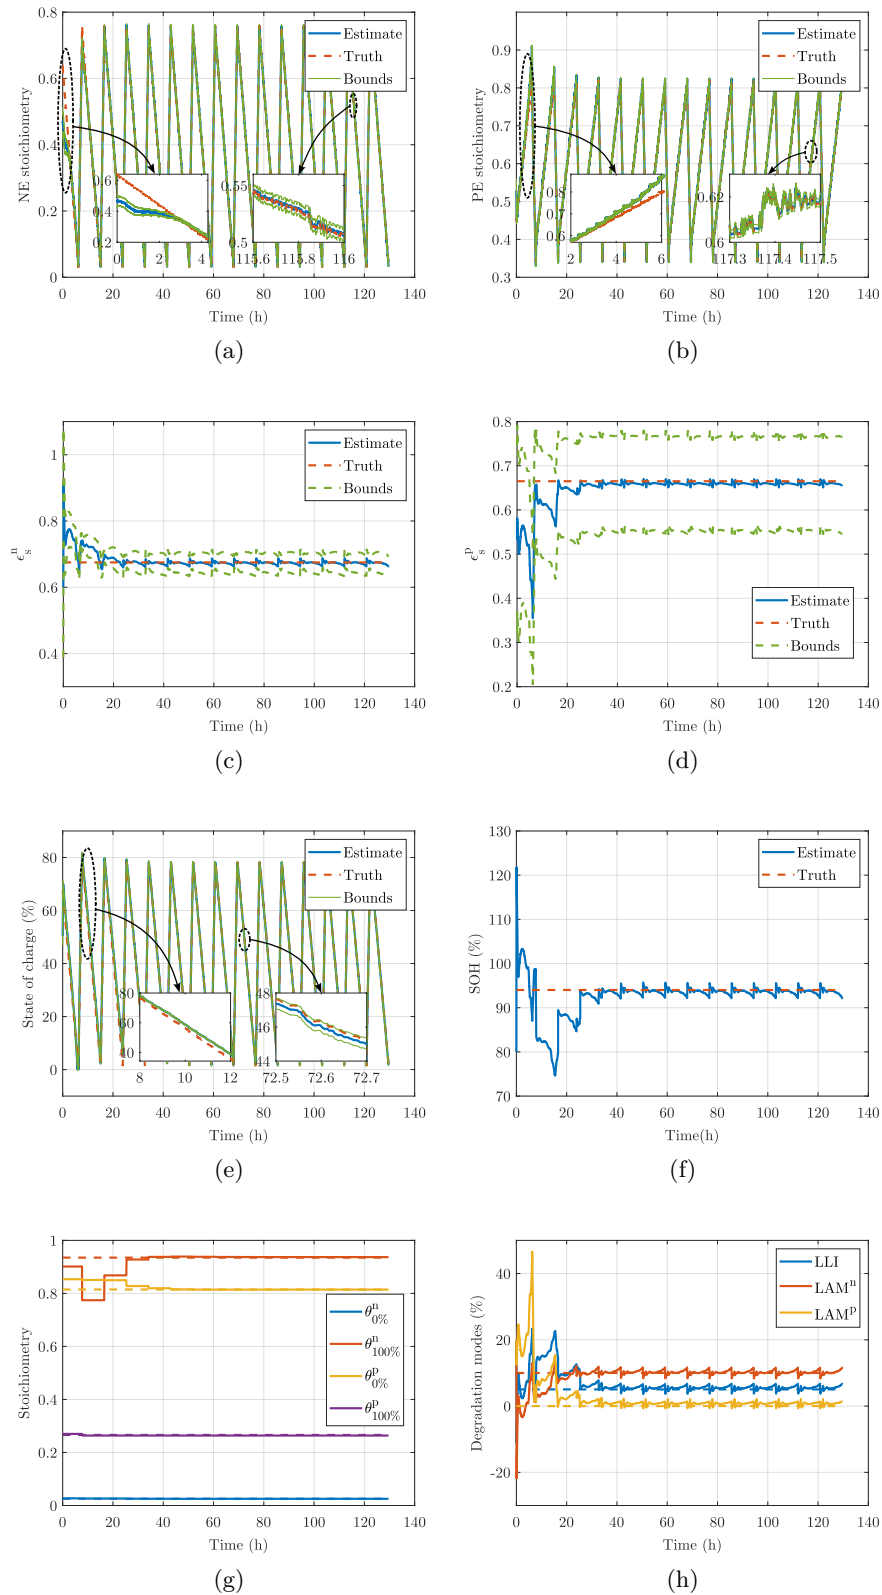 0.8
0.6
0.4
0.2
0
NE stoichiometry
Estimate
Truth
Bounds
0.6
0.4
0.2
0 2 4
0.55
0.5
115.6 115.8 116
0 20 40 60 80 100 120 140
Time (h)
(a)
1
0.9
0.8
0.7
0.6
0.5
0.4
0.3
PE stoichiometry
Estimate
Truth
Bounds
0.8
0.7
0.6
2 4 6
0.62
0.6
117.3 117.4 117.5
0 20 40 60 80 100 120 140
Time (h)
(b)
1
0.8
0.6
0.4
ϵₛⁿ
Estimate
Truth
Bounds
0 20 40 60 80 100 120 140
Time (h)
(c)
0.8
0.7
0.6
0.5
0.4
0.3
0.2
ϵₛᵖ
Estimate
Truth
Bounds
0 20 40 60 80 100 120 140
Time (h)
(d)
80
60
40
20
0
State of charge (%)
Estimate
Truth
Bounds
80
60
40
8 10 12
48
46
44
72.5 72.6 72.7
0 20 40 60 80 100 120 140
Time (h)
(e)
130
120
110
100
90
80
70
SOH (%)
Estimate
Truth
0 20 40 60 80 100 120 140
Time(h)
(f)
1
0.8
0.6
0.4
0.2
0
Stoichiometry
θⁿ0%
θⁿ100%
θᵖ0%
θᵖ100%
0 20 40 60 80 100 120 140
Time (h)
(g)
40
20
0
-20
Degradation modes (%)
LLI
LAMⁿ
LAMᵖ
0 20 40 60 80 100 120 140
Time (h)
(h)